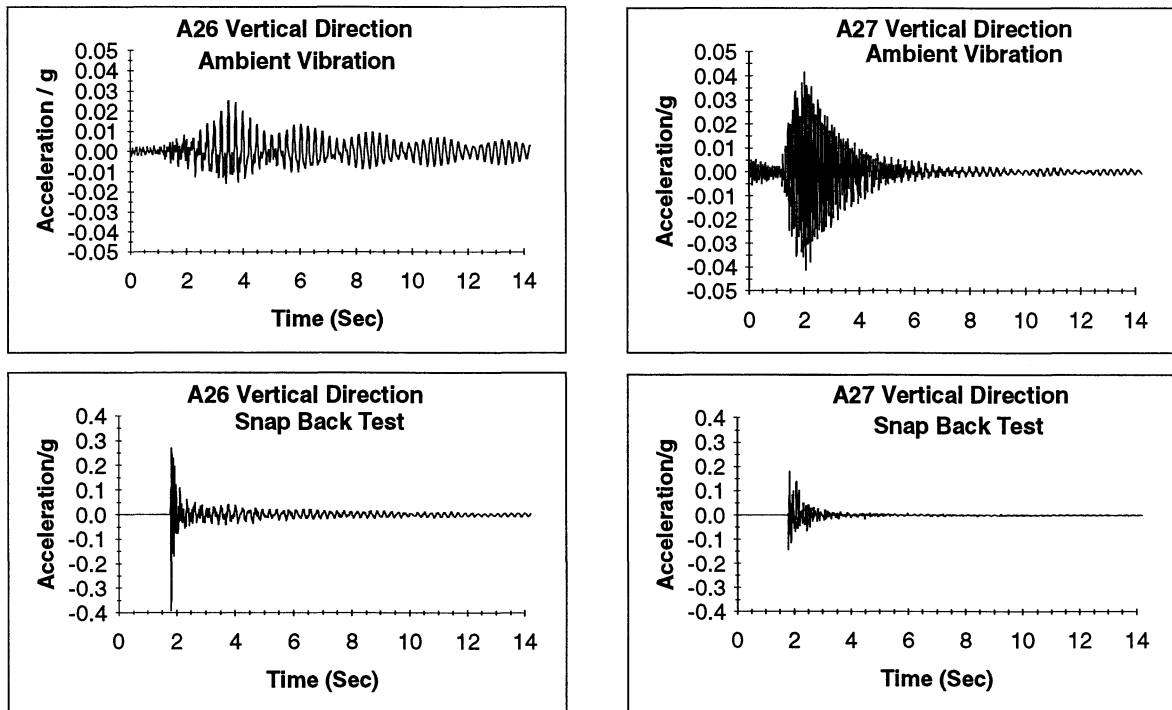 A26 Vertical Direction
Ambient Vibration
Acceleration / g
0.05
0.04
0.03
0.02
0.01
0.00
-0.01
-0.02
-0.03
-0.04
-0.05
0 2 4 6 8 10 12 14
Time (Sec)
A27 Vertical Direction
Ambient Vibration
Acceleration/g
0.05
0.04
0.03
0.02
0.01
0.00
-0.01
-0.02
-0.03
-0.04
0.05
0 2 4 6 8 10 12 14
Time (Sec)
A26 Vertical Direction
Snap Back Test
Acceleration/g
0.4
0.3
0.2
0.1
0.0
-0.1
-0.2
-0.3
-0.4
0 2 4 6 8 10 12 14
Time (Sec)
A27 Vertical Direction
Snap Back Test
Acceleration/g
0.4
0.3
0.2
0.1
0.0
-0.1
-0.2
-0.3
-0.4
0 2 4 6 8 10 12 14
Time (Sec)